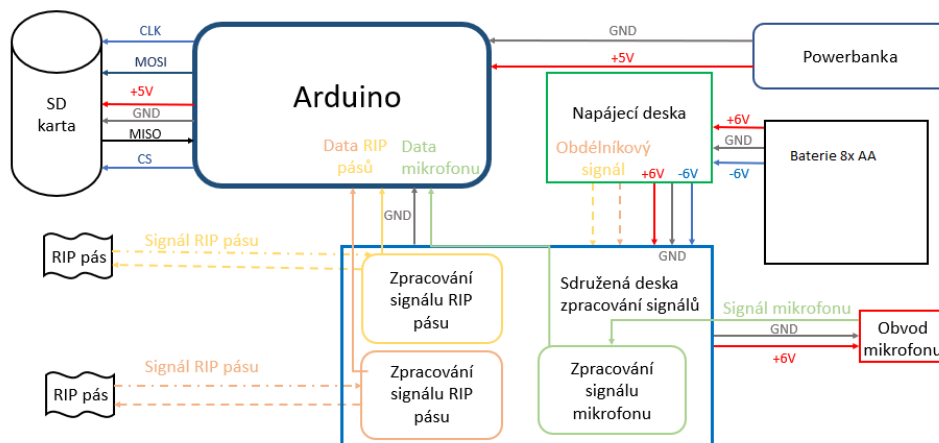 CLK
MOSI
+5V
GND
MISO
CS
SD
karta
Arduino
Data RIP
pásů
Data
mikrofonu
GND
+5V
Powerbanka
Napájecí deska
Obdélníkový
signál
+6V
-6V
GND
+6V
GND
-6V
Baterie 8x AA
GND
RIP pás
Signál RIP pásu
Zpracování
signálu RIP
pásu
Sdružená deska
zpracování signálů
RIP pás
Signál RIP pásu
Zpracování
signálu RIP
pásu
Zpracování
signálu
mikrofonu
Signál mikrofonu
GND
+6V
Obvod
mikrofonu